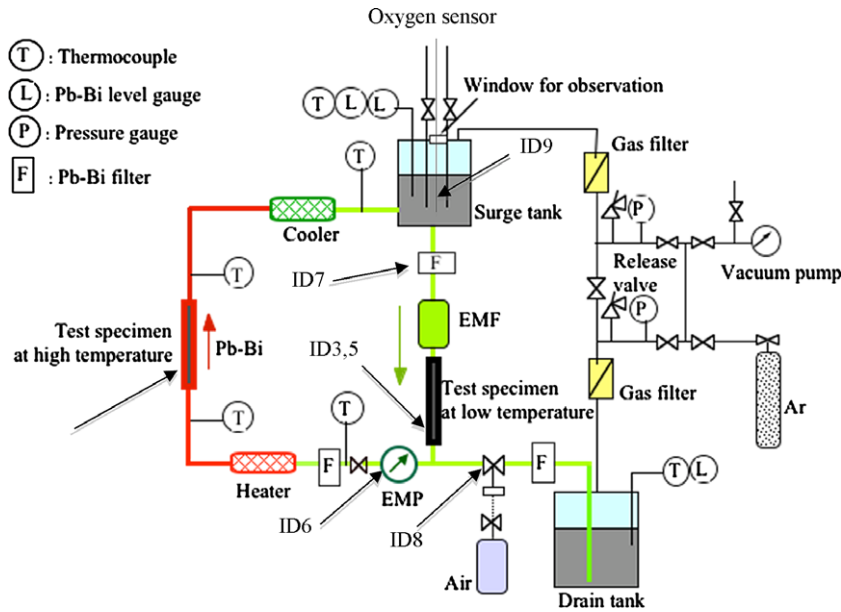 Oxygen sensor
T : Thermocouple
L : Pb-Bi level gauge
P : Pressure gauge
F : Pb-Bi filter
Window for observation
T L L
T
ID9
Gas filter
Surge tank
Cooler
P
Release
valve
Vacuum pump
F
ID7
T
EMF
P
Test specimen
at high temperature
Pb-Bi
ID3,5
Test specimen
at low temperature
Gas filter
Ar
T
T
F
F
T L
Heater
EMP
ID6
ID8
Air
Drain tank